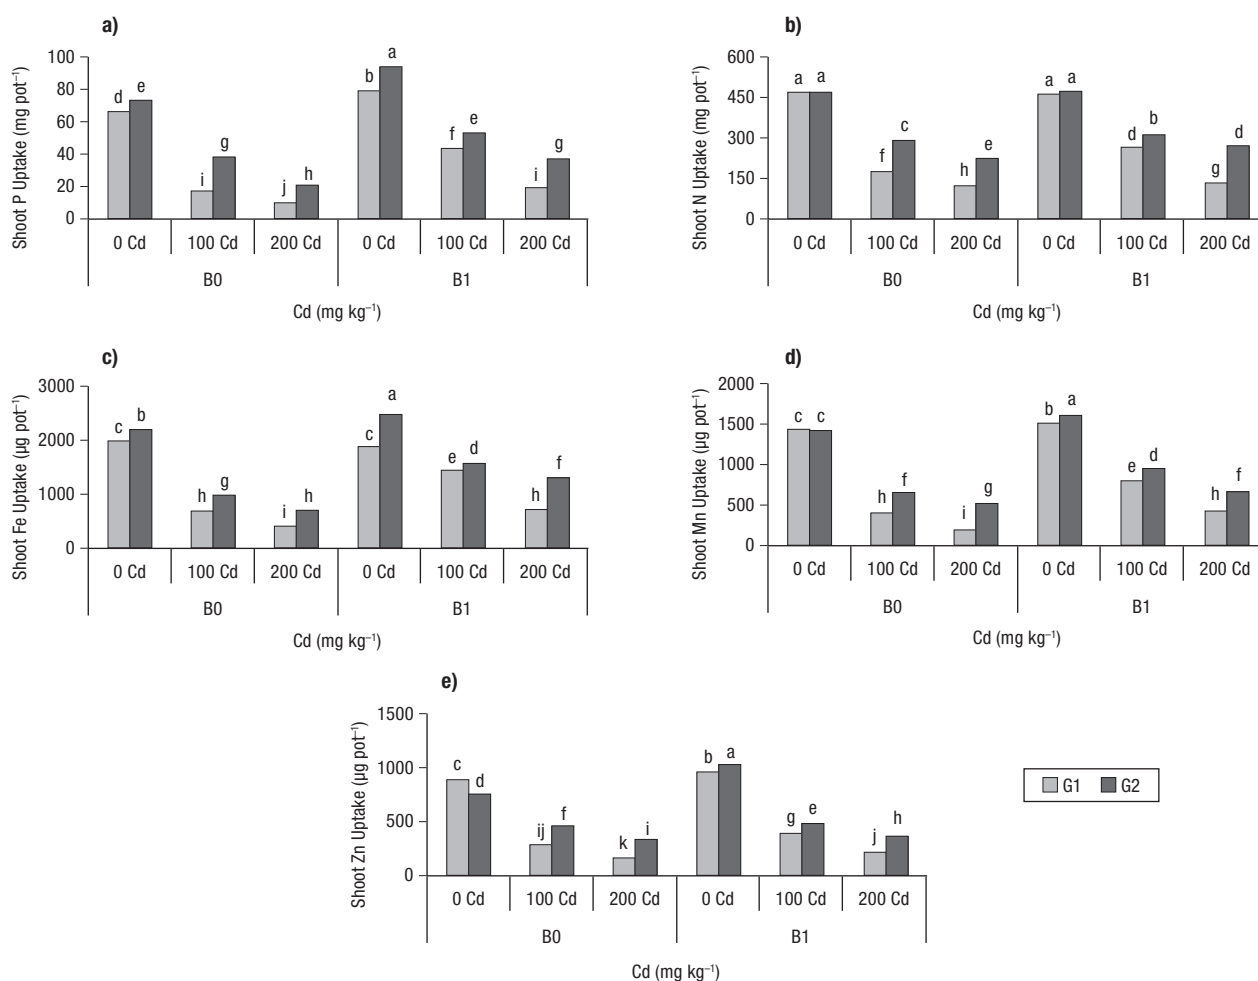 a)
Shoot P Uptake (mg pot⁻¹)
100
80
60
40
20
0
d e i g j h b a f e i g
0 Cd 100 Cd 200 Cd 0 Cd 100 Cd 200 Cd
B0 B1
Cd (mg kg⁻¹)
b)
Shoot N Uptake (mg pot⁻¹)
600
450
300
150
0
a a f c h e a a d b g d
0 Cd 100 Cd 200 Cd 0 Cd 100 Cd 200 Cd
B0 B1
Cd (mg kg⁻¹)
c)
Shoot Fe Uptake (µg pot⁻¹)
3000
2000
1000
0
c b h g i h c a e d h f
0 Cd 100 Cd 200 Cd 0 Cd 100 Cd 200 Cd
B0 B1
Cd (mg kg⁻¹)
d)
Shoot Mn Uptake (µg pot⁻¹)
2000
1500
1000
500
0
c c h f i g b a e d h f
0 Cd 100 Cd 200 Cd 0 Cd 100 Cd 200 Cd
B0 B1
Cd (mg kg⁻¹)
e)
Shoot Zn Uptake (µg pot⁻¹)
1500
1000
500
0
c d ij f k i b a g e j h
0 Cd 100 Cd 200 Cd 0 Cd 100 Cd 200 Cd
B0 B1
Cd (mg kg⁻¹)
G1 G2